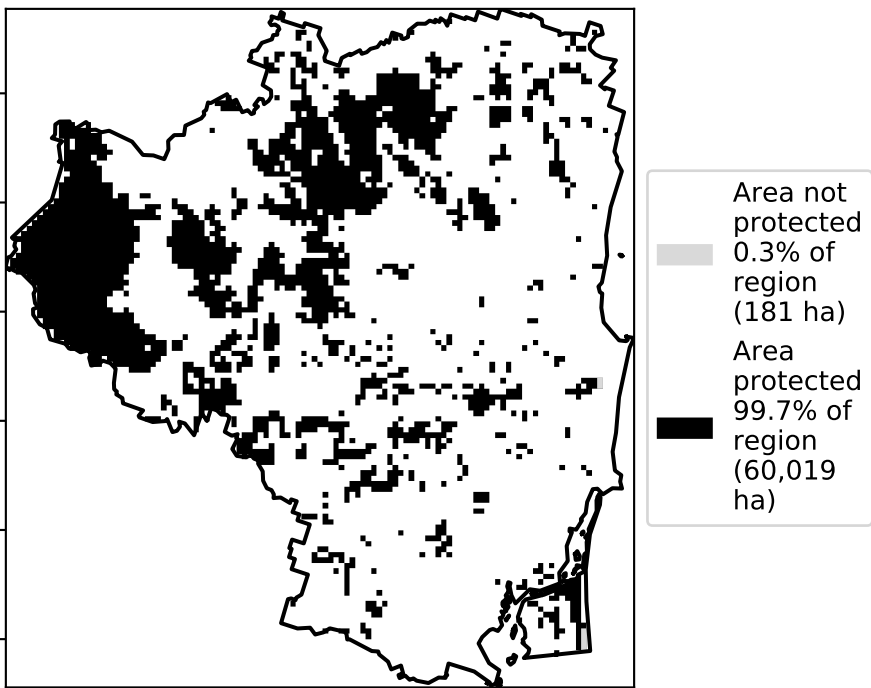 Area not
protected
0.3% of
region
(181 ha)
Area
protected
99.7% of
region
(60,019
ha)